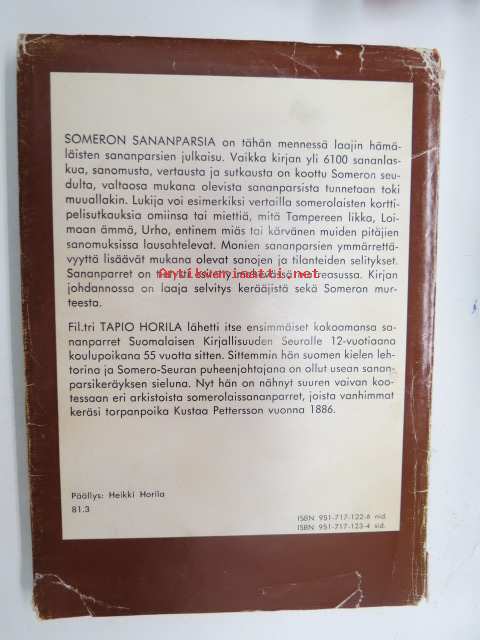 SOMERON SANANPARSIA on tähän mennessä laajin hämä-
läisten sananparsien julkaisu. Vaikka kirjan yli 6100 sananlas-
kua, sanomusta, vertausta ja sutkausta on koottu Someron seu-
dulta, valtaosa mukana olevista sananparsista tunnetaan toki
muuallakin. Lukija voi esimerkiksi vertailla somerolaisten kortti-
pelisutkauksia omiinsa tai miettiä, mitä Tampereen likka, Loi-
maan ämmä, Urho, entinem miäs tai kärvänen muiden pitäjien
sanomuksissa lausahtelevat. Monien sananparsien ymmärrettä-
vyyttä lisäävät mukana olevat sanojen ja tilanteiden selitykset.
Sananparret on esitetty murreasussa. Kirjan
Antiikinhinnat.net
johdannossa on laaja selvitys kerääjistä sekä Someron mur-
teesta.
Fil.tri TAPIO HORILA lähetti itse ensimmäiset kokoamansa sa-
nanparret Suomalaisen Kirjallisuuden Seuralle 12-vuotiaana
koulupoikana 55 vuotta sitten. Sittemmin hän suomen kielen leh-
torina ja Somero-Seuran puheenjohtajana on ollut usean sanan-
parsikeräyksen sieluna. Nyt hän on nähnyt suuren vaivan koo-
tessaan eri arkistoista somerolaissananparret, joista vanhimmat
keräsi torpanpoika Kustaa Pettersson vuonna 1886.
Päällys: Heikki Horila
81.3
ISBN 951-717-122-6 nid.
ISBN 951-717-123-4 sid.